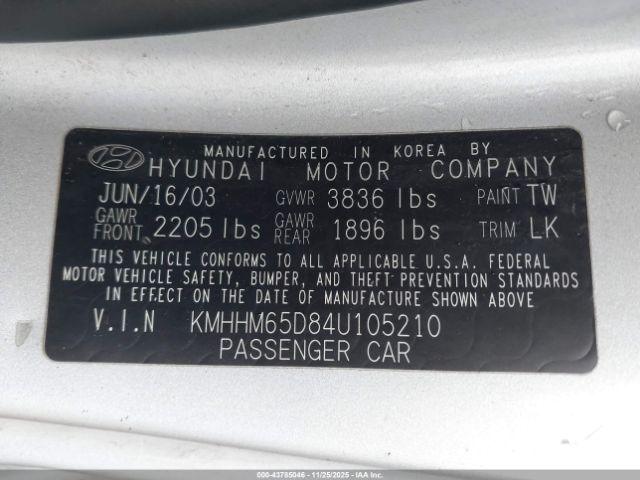 MANUFACTURED IN KOREA BY
HYUNDAI MOTOR COMPANY
JUN/16/03 GVWR 3836 lbs PAINT TW
GAWR FRONT 2205 lbs GAWR REAR 1896 lbs TRIM LK
THIS VEHICLE CONFORMS TO ALL APPLICABLE U.S.A. FEDERAL
MOTOR VEHICLE SAFETY, BUMPER, AND THEFT PREVENTION STANDARDS
IN EFFECT ON THE DATE OF MANUFACTURE SHOWN ABOVE
V.I.N KMHHM65D84U105210
PASSENGER CAR
000-43785046 - 11/25/2025 - COPYRIGHT IAA, LLC.